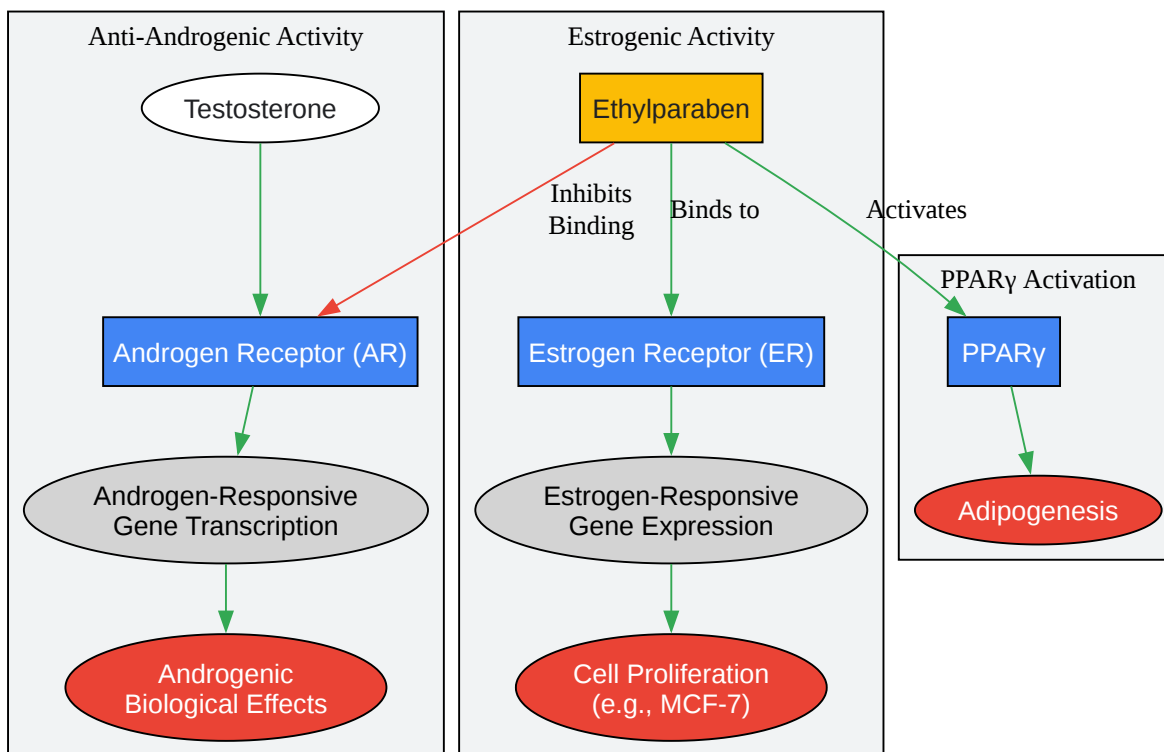 Anti-Androgenic Activity
Testosterone
Androgen Receptor (AR)
Androgen-Responsive
Gene Transcription
Androgenic
Biological Effects
Estrogenic Activity
Ethylparaben
Inhibits
Binding
Binds to
Activates
Estrogen Receptor (ER)
Estrogen-Responsive
Gene Expression
Cell Proliferation
(e.g., MCF-7)
PPARγ Activation
PPARγ
Adipogenesis